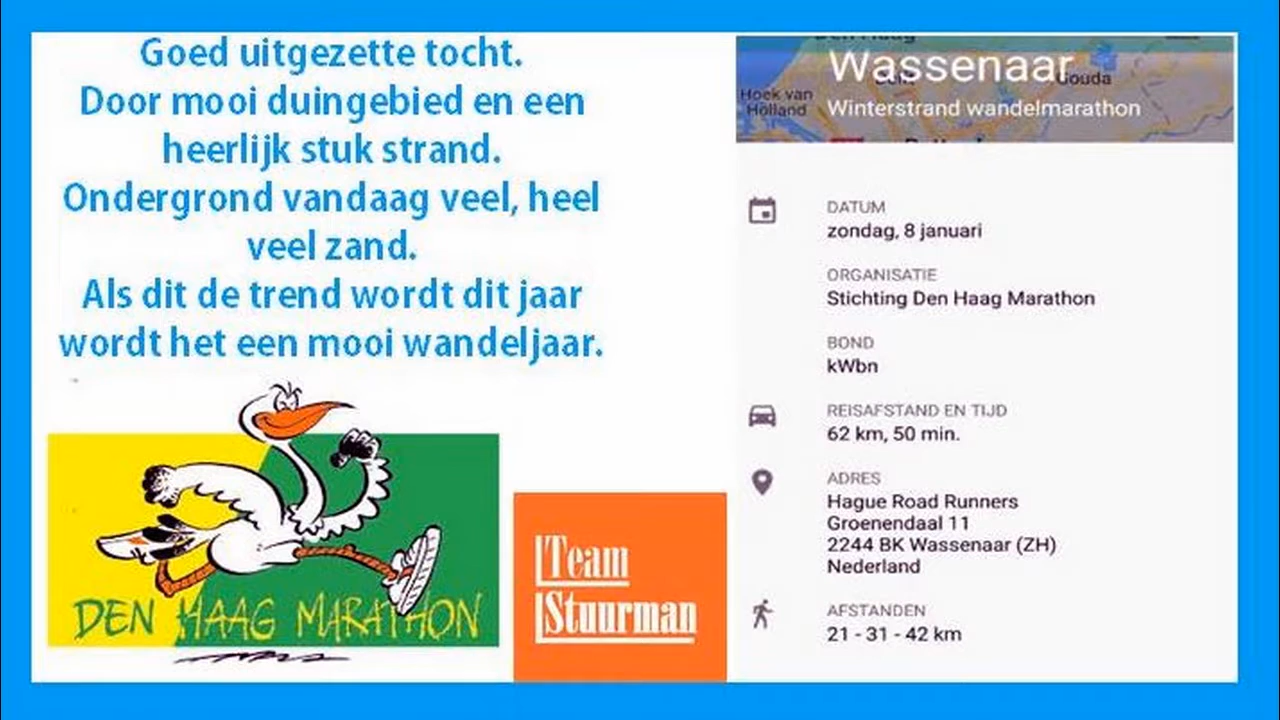 Goed uitgezette tocht.
Door mooi duingebied en een
heerlijk stuk strand.
Ondergrond vandaag veel, heel
veel zand.
Als dit de trend wordt dit jaar
wordt het een mooi wandeljaar.
DEN HAAG MARATHON
Team
Stuurman
Den Haag
Wassenaar
Delft
Gouda
Hoek van
Holland
Winterstrand wandelmarathon
DATUM
zondag, 8 januari
ORGANISATIE
Stichting Den Haag Marathon
BOND
kWbn
REISAFSTAND EN TIJD
62 km, 50 min.
ADRES
Hague Road Runners
Groenendaal 11
2244 BK Wassenaar (ZH)
Nederland
AFSTANDEN
21 - 31 - 42 km